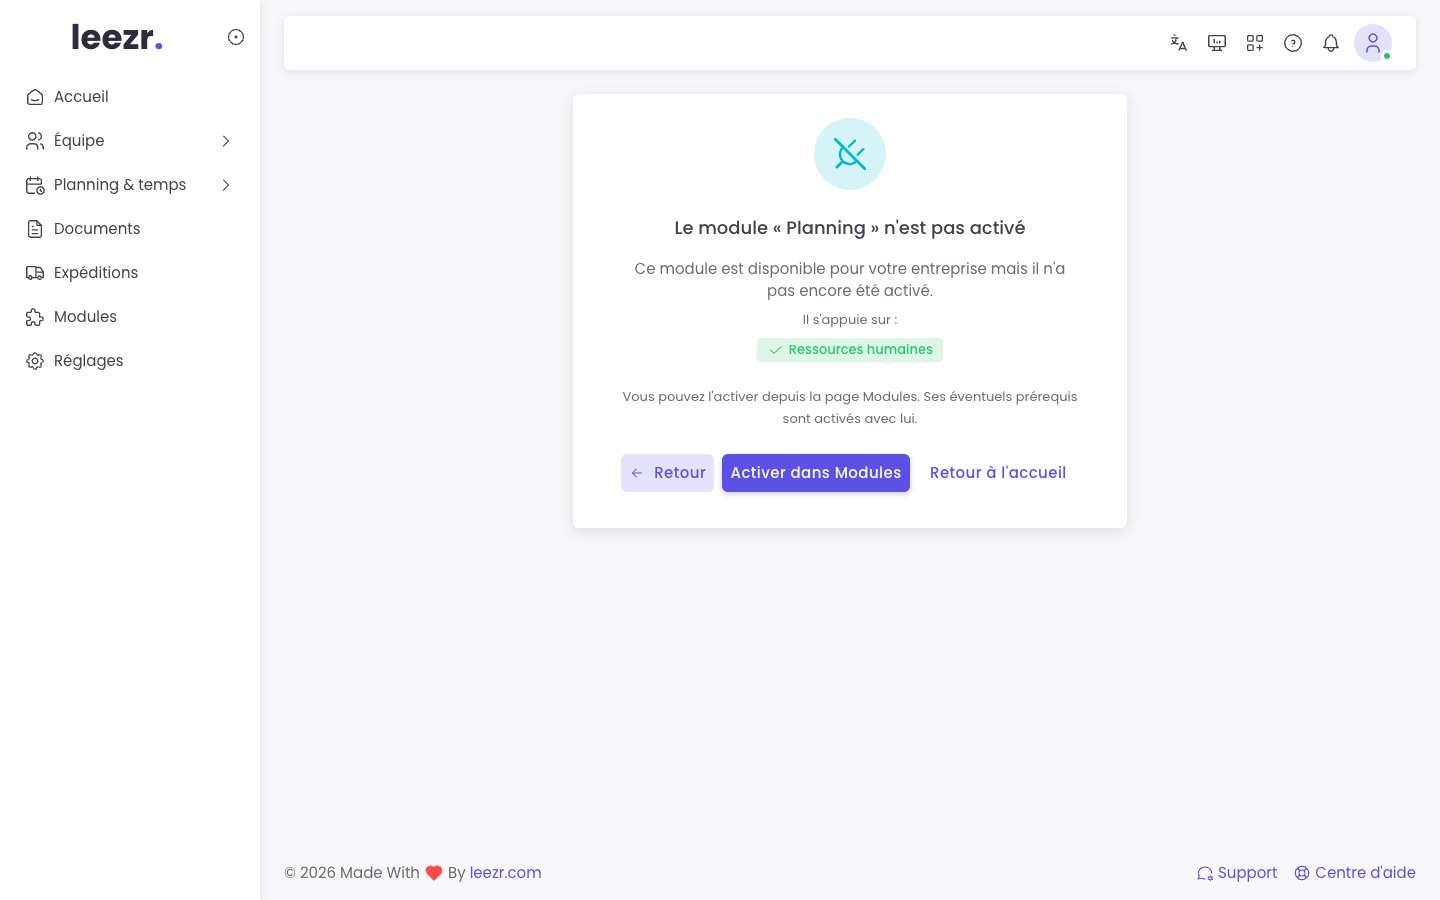 leezr.
Accueil
Équipe
Planning & temps
Documents
Expéditions
Modules
Réglages
Le module « Planning » n'est pas activé
Ce module est disponible pour votre entreprise mais il n'a
pas encore été activé.
Il s'appuie sur :
Ressources humaines
Vous pouvez l'activer depuis la page Modules. Ses éventuels prérequis
sont activés avec lui.
Retour
Activer dans Modules
Retour à l'accueil
© 2026 Made With By leezr.com
Support
Centre d'aide